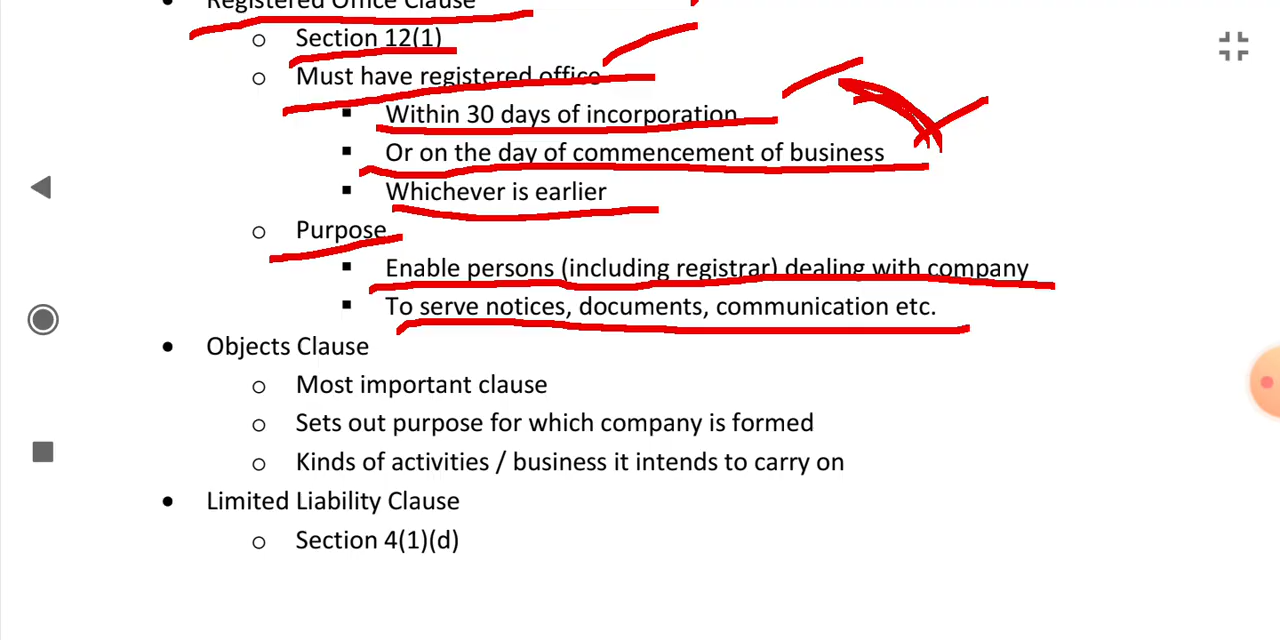 • Registered Office Clause
o Section 12(1)
o Must have registered office
▪ Within 30 days of incorporation
▪ Or on the day of commencement of business
▪ Whichever is earlier
o Purpose
▪ Enable persons (including registrar) dealing with company
▪ To serve notices, documents, communication etc.
• Objects Clause
o Most important clause
o Sets out purpose for which company is formed
o Kinds of activities / business it intends to carry on
• Limited Liability Clause
o Section 4(1)(d)